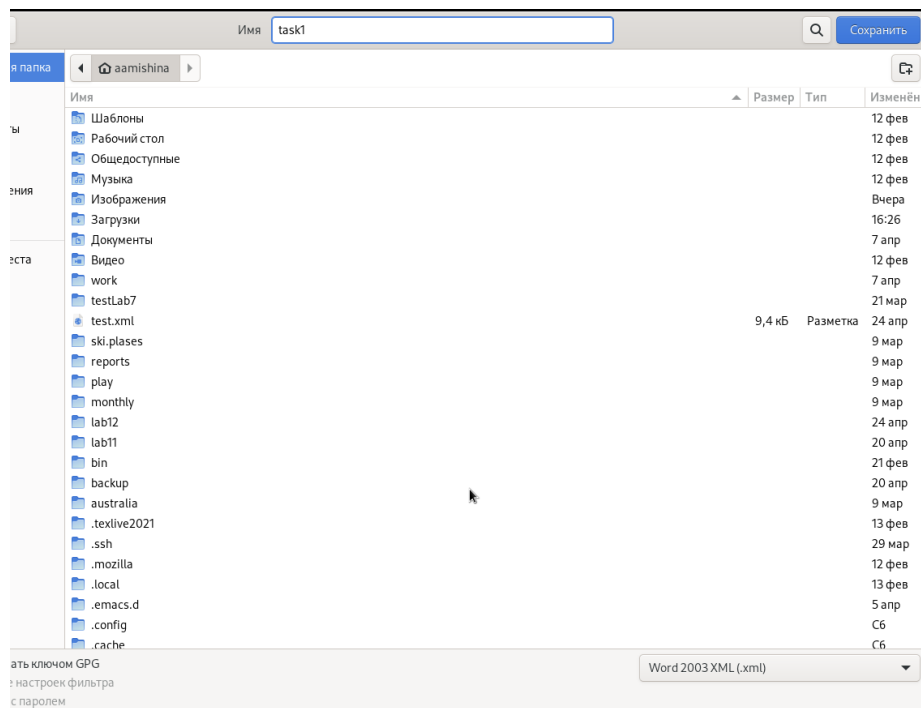 Имя task1 Сохранить
я папка aamishina
Имя Размер Тип Изменён
Шаблоны 12 фев
ты Рабочий стол 12 фев
Общедоступные 12 фев
Музыка 12 фев
ения Изображения Вчера
Загрузки 16:26
Документы 7 апр
еста Видео 12 фев
work 7 апр
testLab7 21 мар
test.xml 9,4 кБ Разметка 24 апр
ski.plases 9 мар
reports 9 мар
play 9 мар
monthly 9 мар
lab12 24 апр
lab11 20 апр
bin 21 фев
backup 20 апр
australia 9 мар
.texlive2021 13 фев
.ssh 29 мар
.mozilla 12 фев
.local 13 фев
.emacs.d 5 апр
.config Сб
.cache Сб
ать ключом GPG Word 2003 XML (.xml)
е настроек фильтра
с паролем